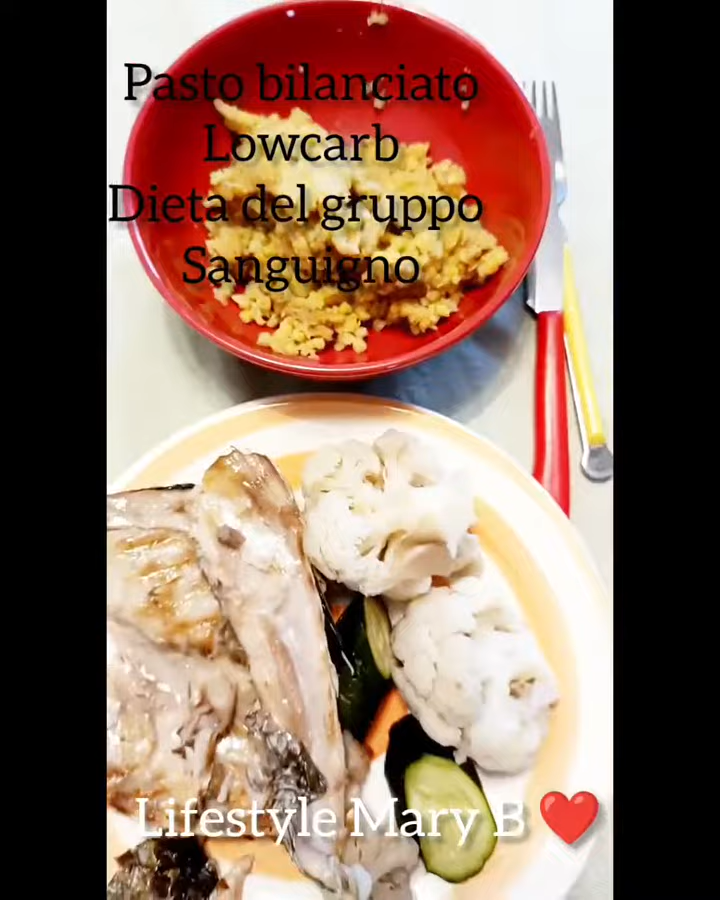 Pasto bilanciato
Lowcarb
Dieta del gruppo
Sanguigno
Lifestyle Mary B ❤️